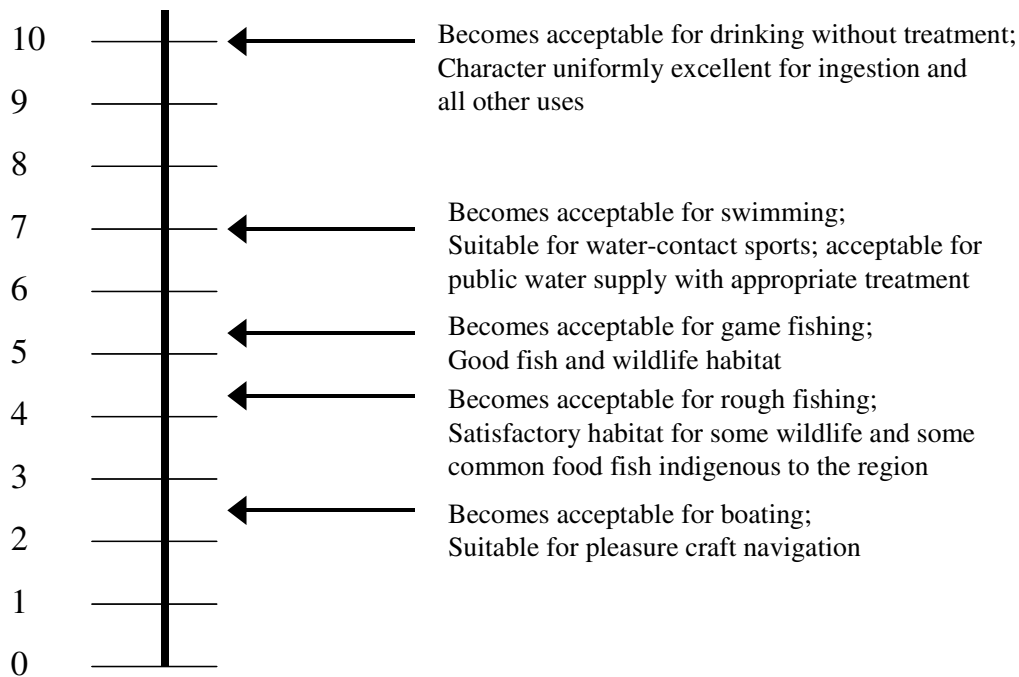 10
Becomes acceptable for drinking without treatment;
Character uniformly excellent for ingestion and
all other uses
9
8
7
Becomes acceptable for swimming;
Suitable for water-contact sports; acceptable for
public water supply with appropriate treatment
6
Becomes acceptable for game fishing;
Good fish and wildlife habitat
5
Becomes acceptable for rough fishing;
Satisfactory habitat for some wildlife and some
common food fish indigenous to the region
4
3
Becomes acceptable for boating;
Suitable for pleasure craft navigation
2
1
0